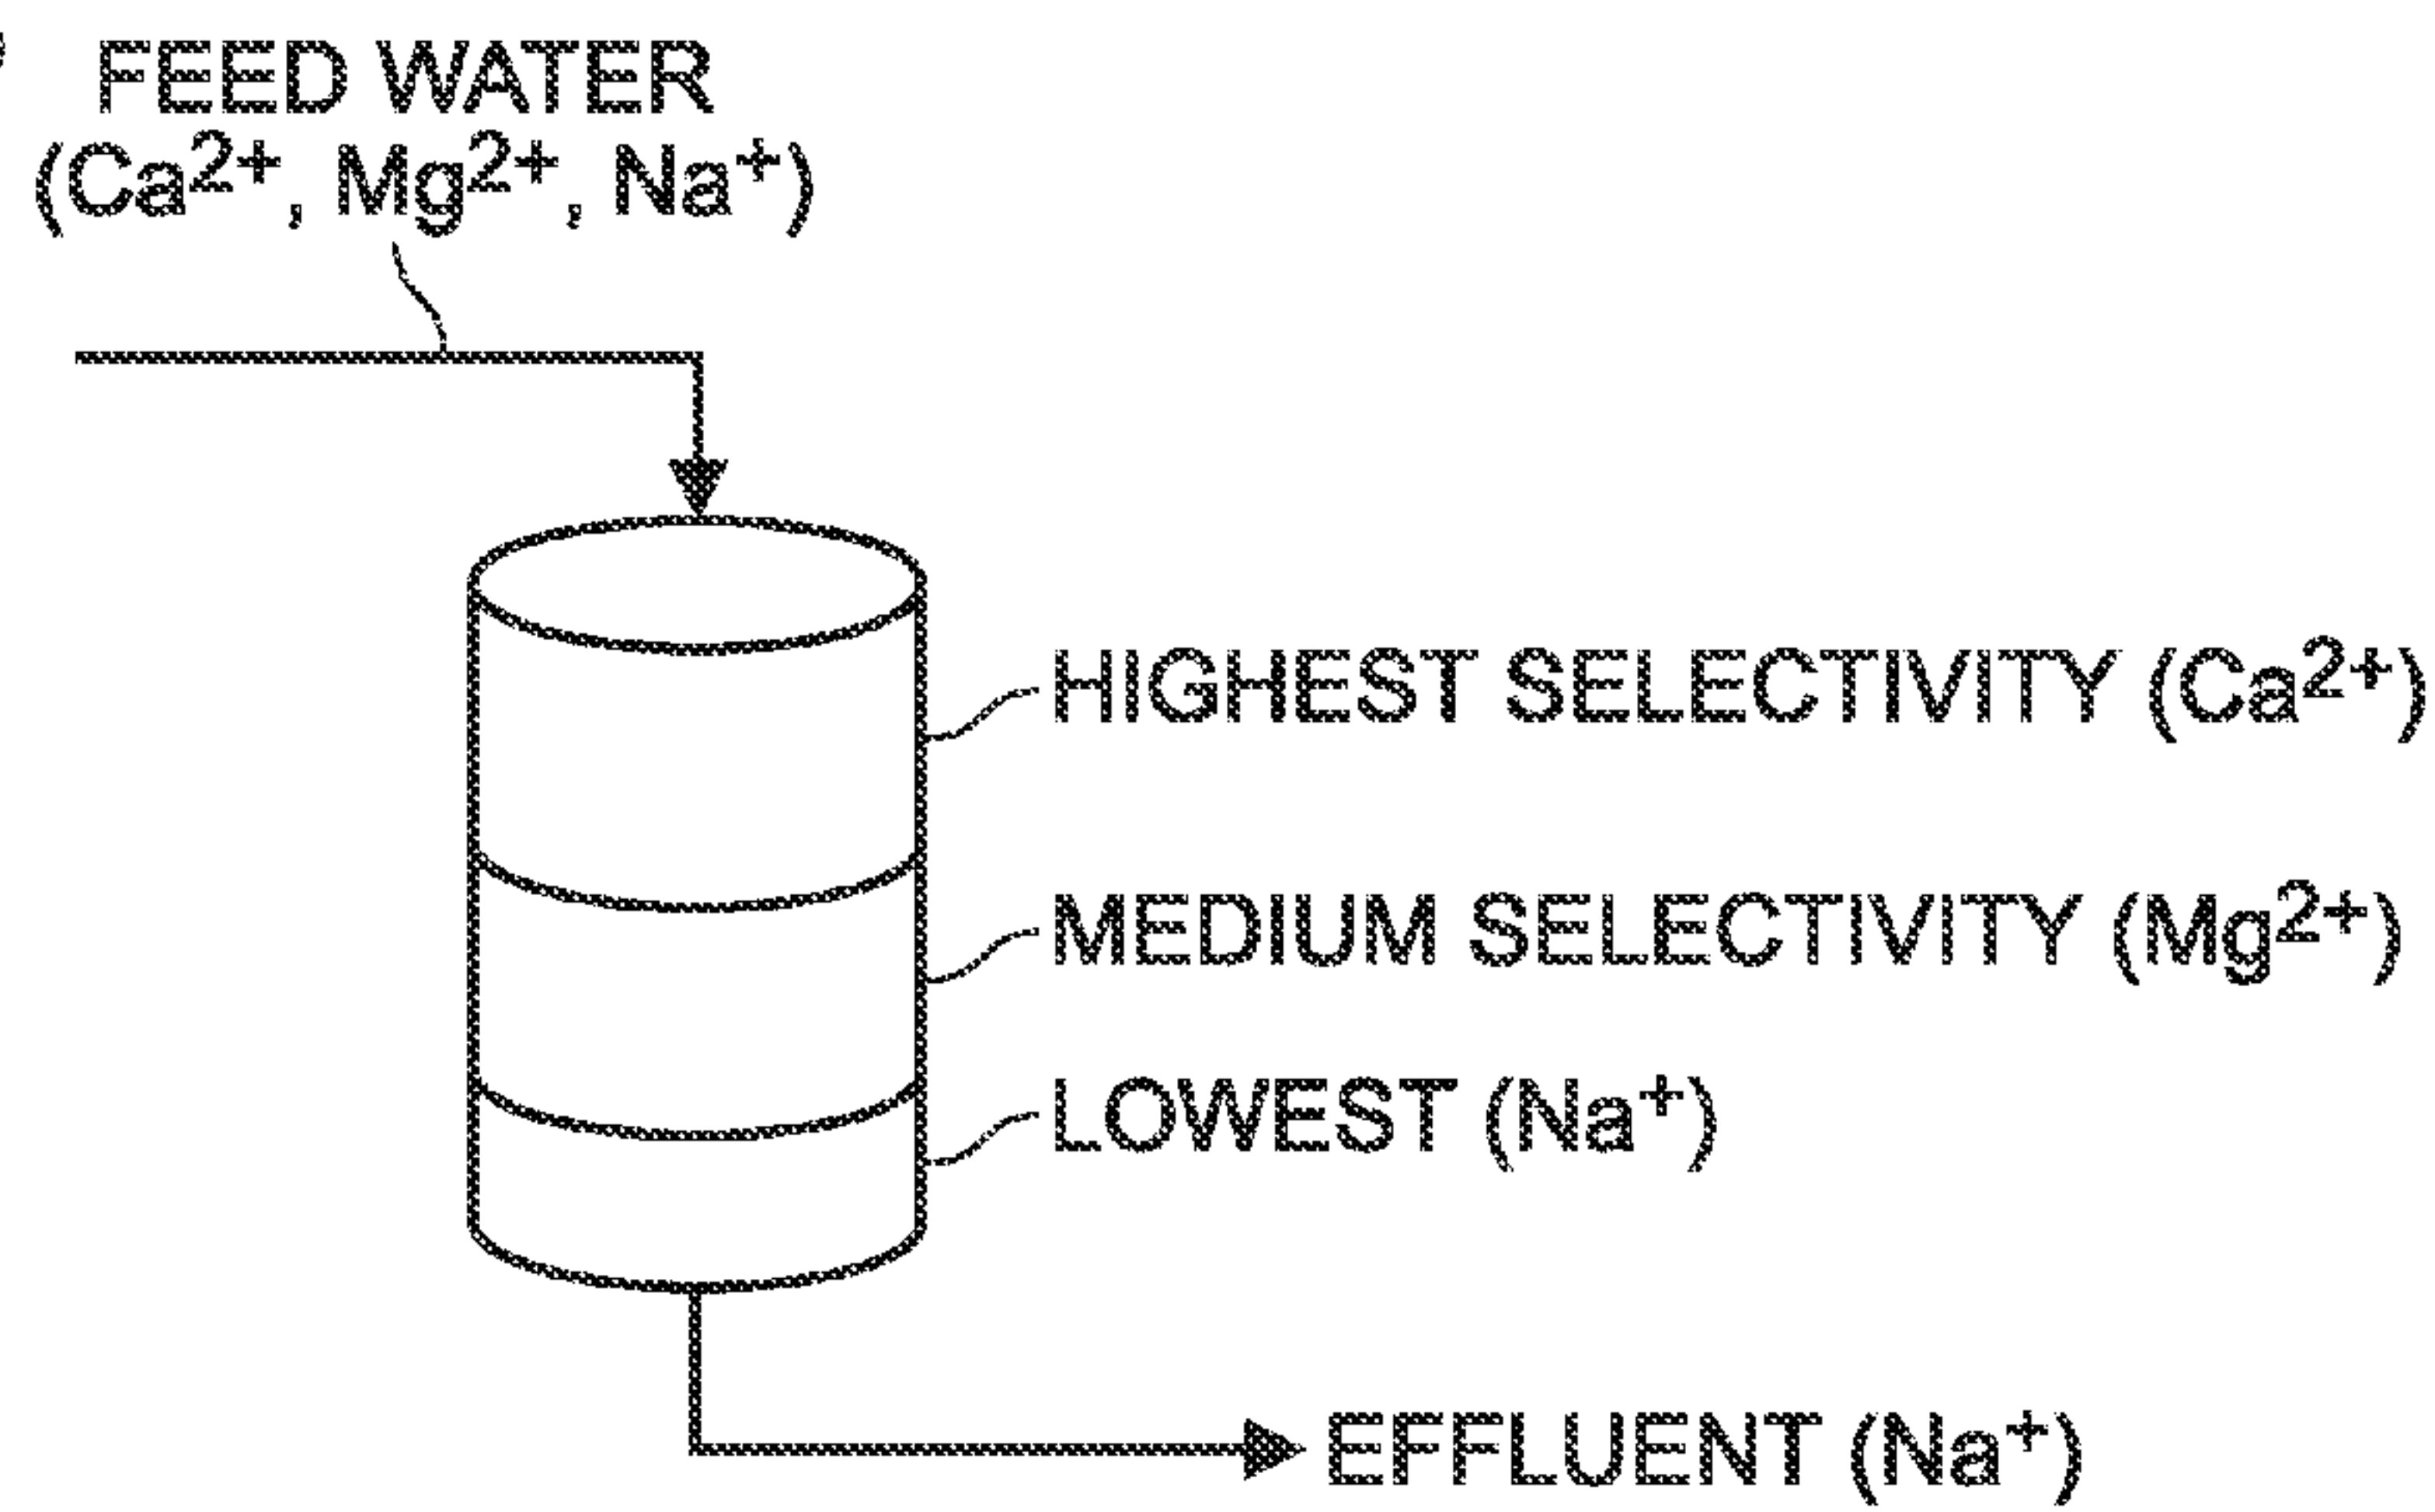 FEED WATER
(Ca²⁺, Mg²⁺, Na⁺)
HIGHEST SELECTIVITY (Ca²⁺)
MEDIUM SELECTIVITY (Mg²⁺)
LOWEST (Na⁺)
EFFLUENT (Na⁺)